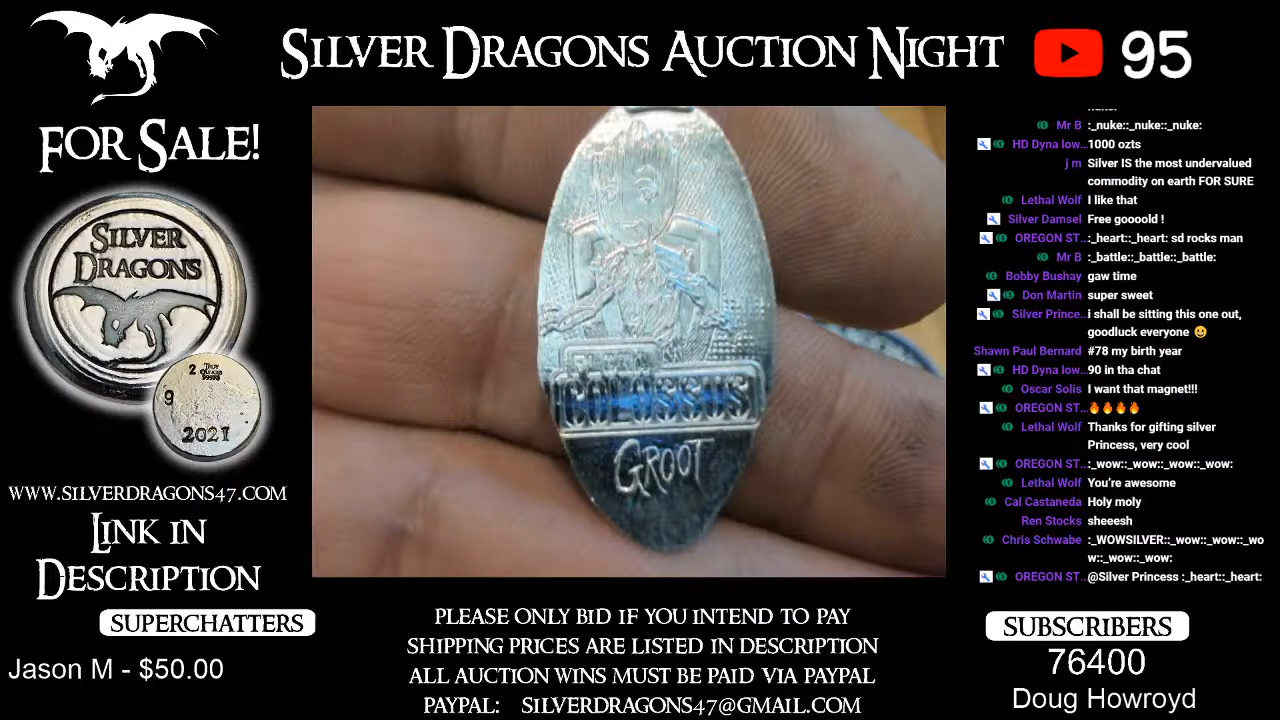 SILVER DRAGONS AUCTION NIGHT
95
FOR SALE!
SILVER
DRAGONS
2 TROY
OUNCES
9
2021
WWW.SILVERDRAGONS47.COM
LINK IN
DESCRIPTION
SUPERCHATTERS
Jason M - $50.00
COLOSSUS
GROOT
PLEASE ONLY BID IF YOU INTEND TO PAY
SHIPPING PRICES ARE LISTED IN DESCRIPTION
ALL AUCTION WINS MUST BE PAID VIA PAYPAL
PAYPAL: SILVERDRAGONS47@GMAIL.COM
Mr B :_nuke::_nuke::_nuke:
HD Dyna low... 1000 ozts
j m Silver IS the most undervalued
commodity on earth FOR SURE
Lethal Wolf I like that
Silver Damsel Free goooold !
OREGON ST... :_heart::_heart: sd rocks man
Mr B :_battle::_battle::_battle:
Bobby Bushay gaw time
Don Martin super sweet
Silver Prince... i shall be sitting this one out,
goodluck everyone 😀
Shawn Paul Bernard #78 my birth year
HD Dyna low... 90 in tha chat
Oscar Solis I want that magnet!!!
OREGON ST... 🔥🔥🔥🔥
Lethal Wolf Thanks for gifting silver
Princess, very cool
OREGON ST... :_wow::_wow::_wow::_wow:
Lethal Wolf You're awesome
Cal Castaneda Holy moly
Ren Stocks sheeesh
Chris Schwabe :_WOWSILVER::_wow::_wow::_wo
w::_wow::_wow:
OREGON ST... @Silver Princess :_heart::_heart:
SUBSCRIBERS
76400
Doug Howroyd